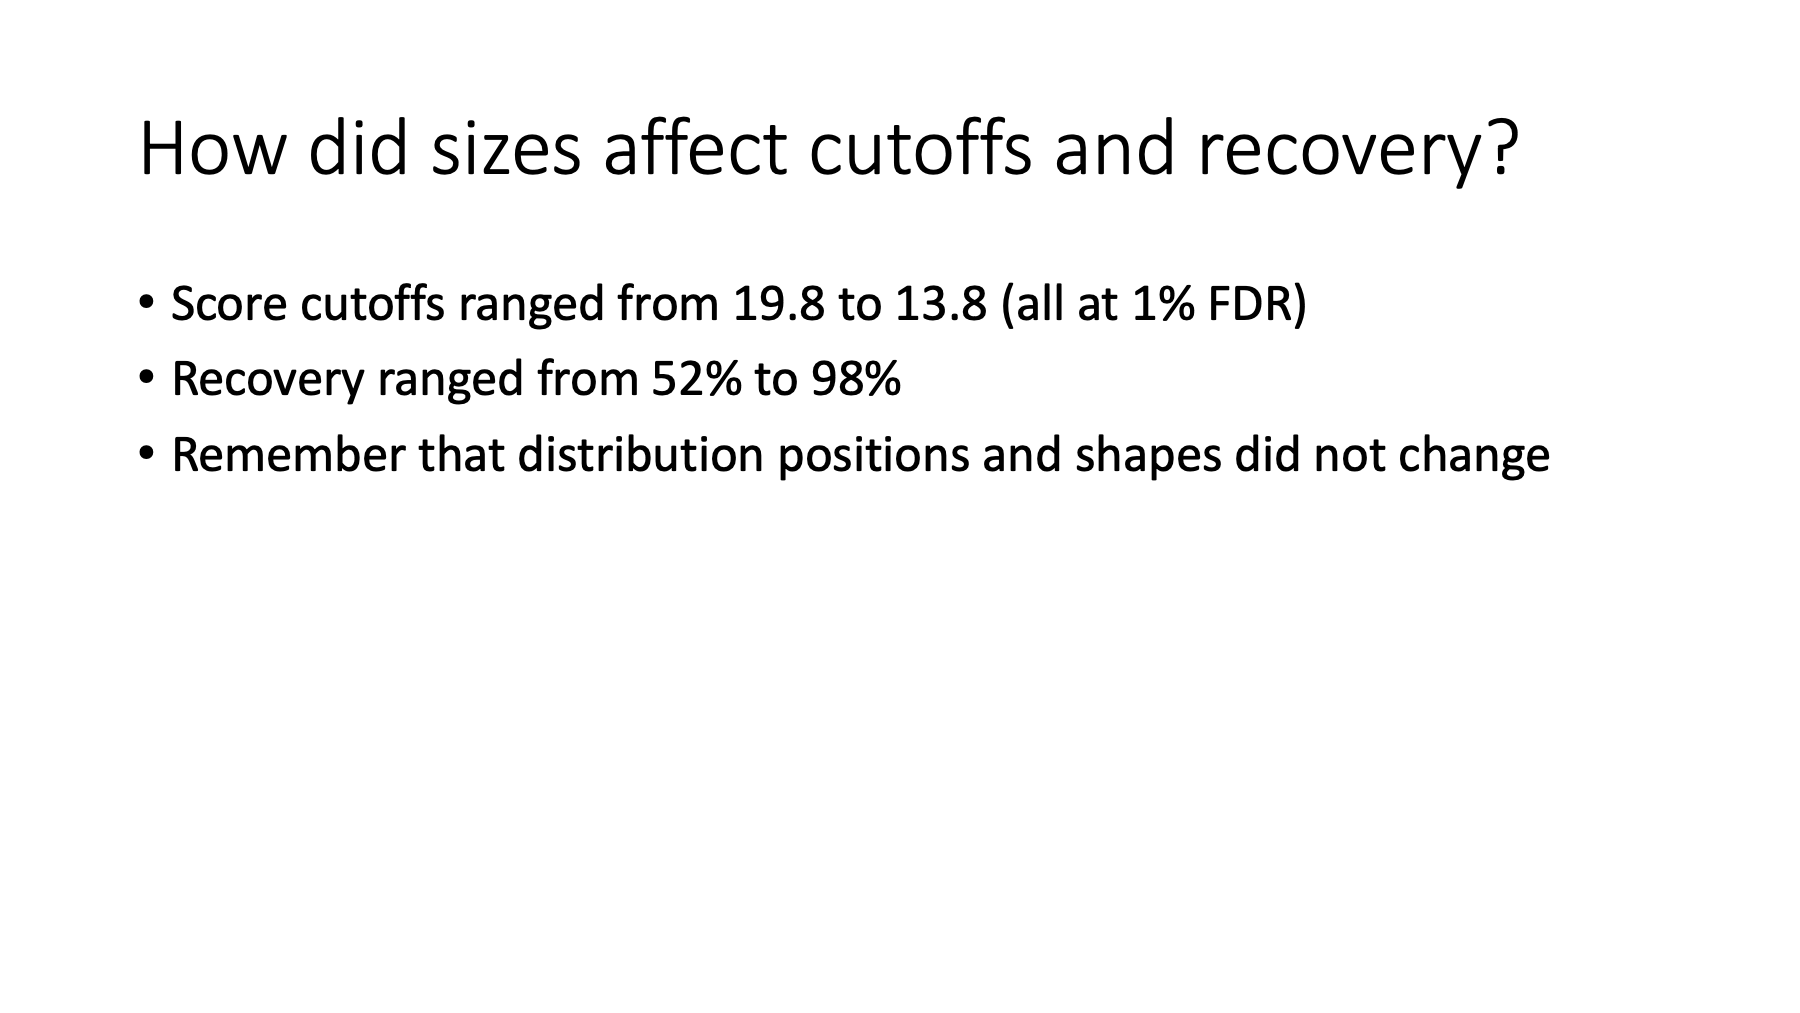 How did sizes affect cutoffs and recovery?
• Score cutoffs ranged from 19.8 to 13.8 (all at 1% FDR)
• Recovery ranged from 52% to 98%
• Remember that distribution positions and shapes did not change